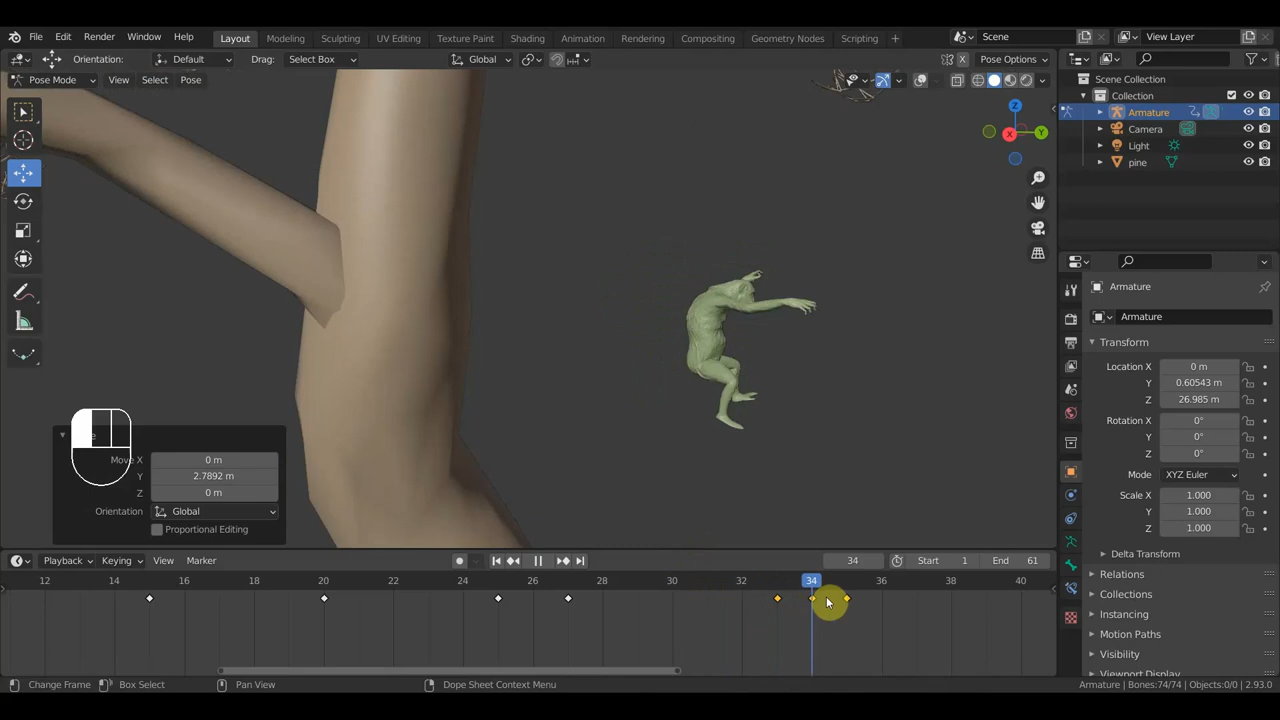 File Edit Render Window Help Layout Modeling Sculpting UV Editing Texture Paint Shading Animation Rendering Compositing Geometry Nodes Scripting + Scene View Layer
Orientation: Default Drag: Select Box Global X Pose Options
Pose Mode View Select Pose
Scene Collection
Collection
Armature
Camera
Light
pine
Z
Y
X
Armature
Armature
Transform
Location X 0 m
Y 0.60543 m
Z 26.985 m
Rotation X 0°
Y 0°
Z 0°
Mode XYZ Euler
Scale X 1.000
Y 1.000
Z 1.000
Delta Transform
Relations
Collections
Instancing
Motion Paths
Visibility
Viewport Display
Move X 0 m
Y 2.7892 m
Z 0 m
Orientation Global
Proportional Editing
Playback Keying View Marker 34 Start 1 End 61
12 14 16 18 20 22 24 26 28 30 32 34 36 38 40
Change Frame Box Select Pan View Dope Sheet Context Menu Armature | Bones:74/74 | Objects:0/0 | 2.93.0